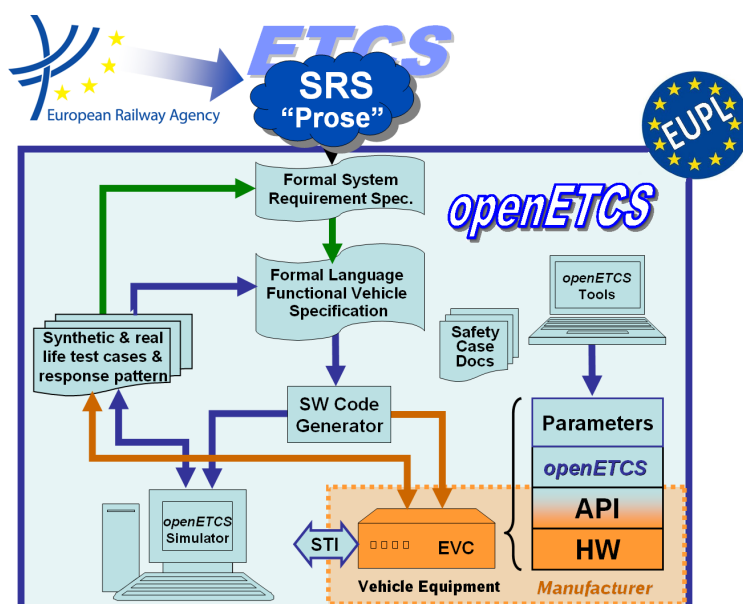 ETCS
SRS
"Prose"
European Railway Agency
EUPL
Formal System
Requirement Spec.
openETCS
Formal Language
Functional Vehicle
Specification
openETCS
Tools
Synthetic & real
life test cases &
response pattern
Safety
Case
Docs
SW Code
Generator
Parameters
openETCS
API
HW
openETCS
Simulator
STI
EVC
Vehicle Equipment
Manufacturer